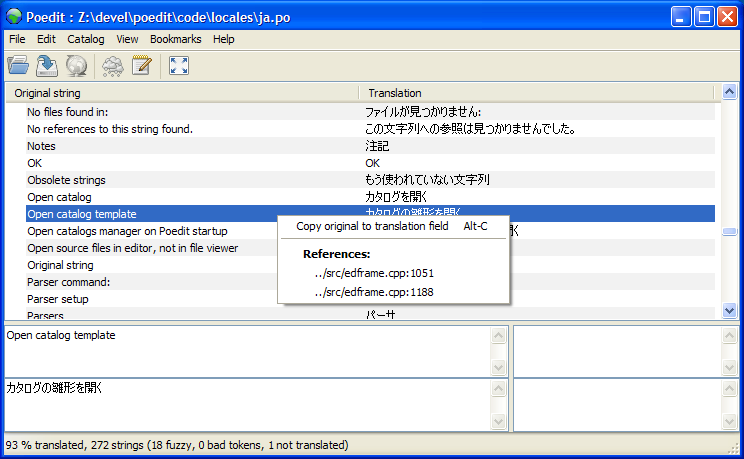 Poedit : Z:\devel\poedit\code\locales\ja.po
File Edit Catalog View Bookmarks Help
Original string Translation
No files found in: ファイルが見つかりません:
No references to this string found. この文字列への参照は見つかりませんでした。
Notes 注記
OK OK
Obsolete strings もう使われていない文字列
Open catalog カタログを開く
Open catalog template カタログの雛形を開く
Copy original to translation field Alt-C
Open catalogs manager on Poedit startup
Open source files in editor, not in file viewer
References:
Original string
../src/edframe.cpp:1051
Parser command:
../src/edframe.cpp:1188
Parser setup
Parsers パーサ
Open catalog template
カタログの雛形を開く
93 % translated, 272 strings (18 fuzzy, 0 bad tokens, 1 not translated)